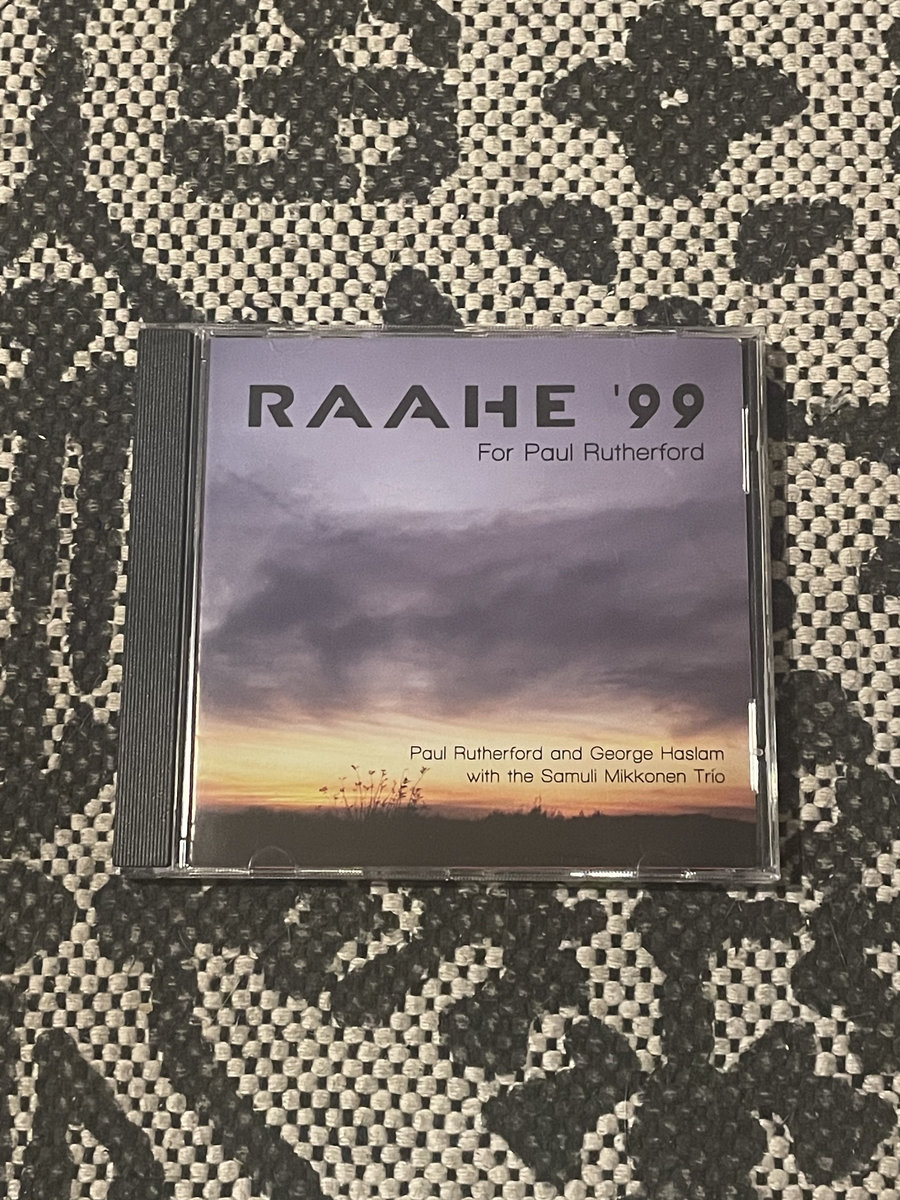 RAAHE '99
For Paul Rutherford
Paul Rutherford and George Haslam
with the Samuli Mikkonen Trio